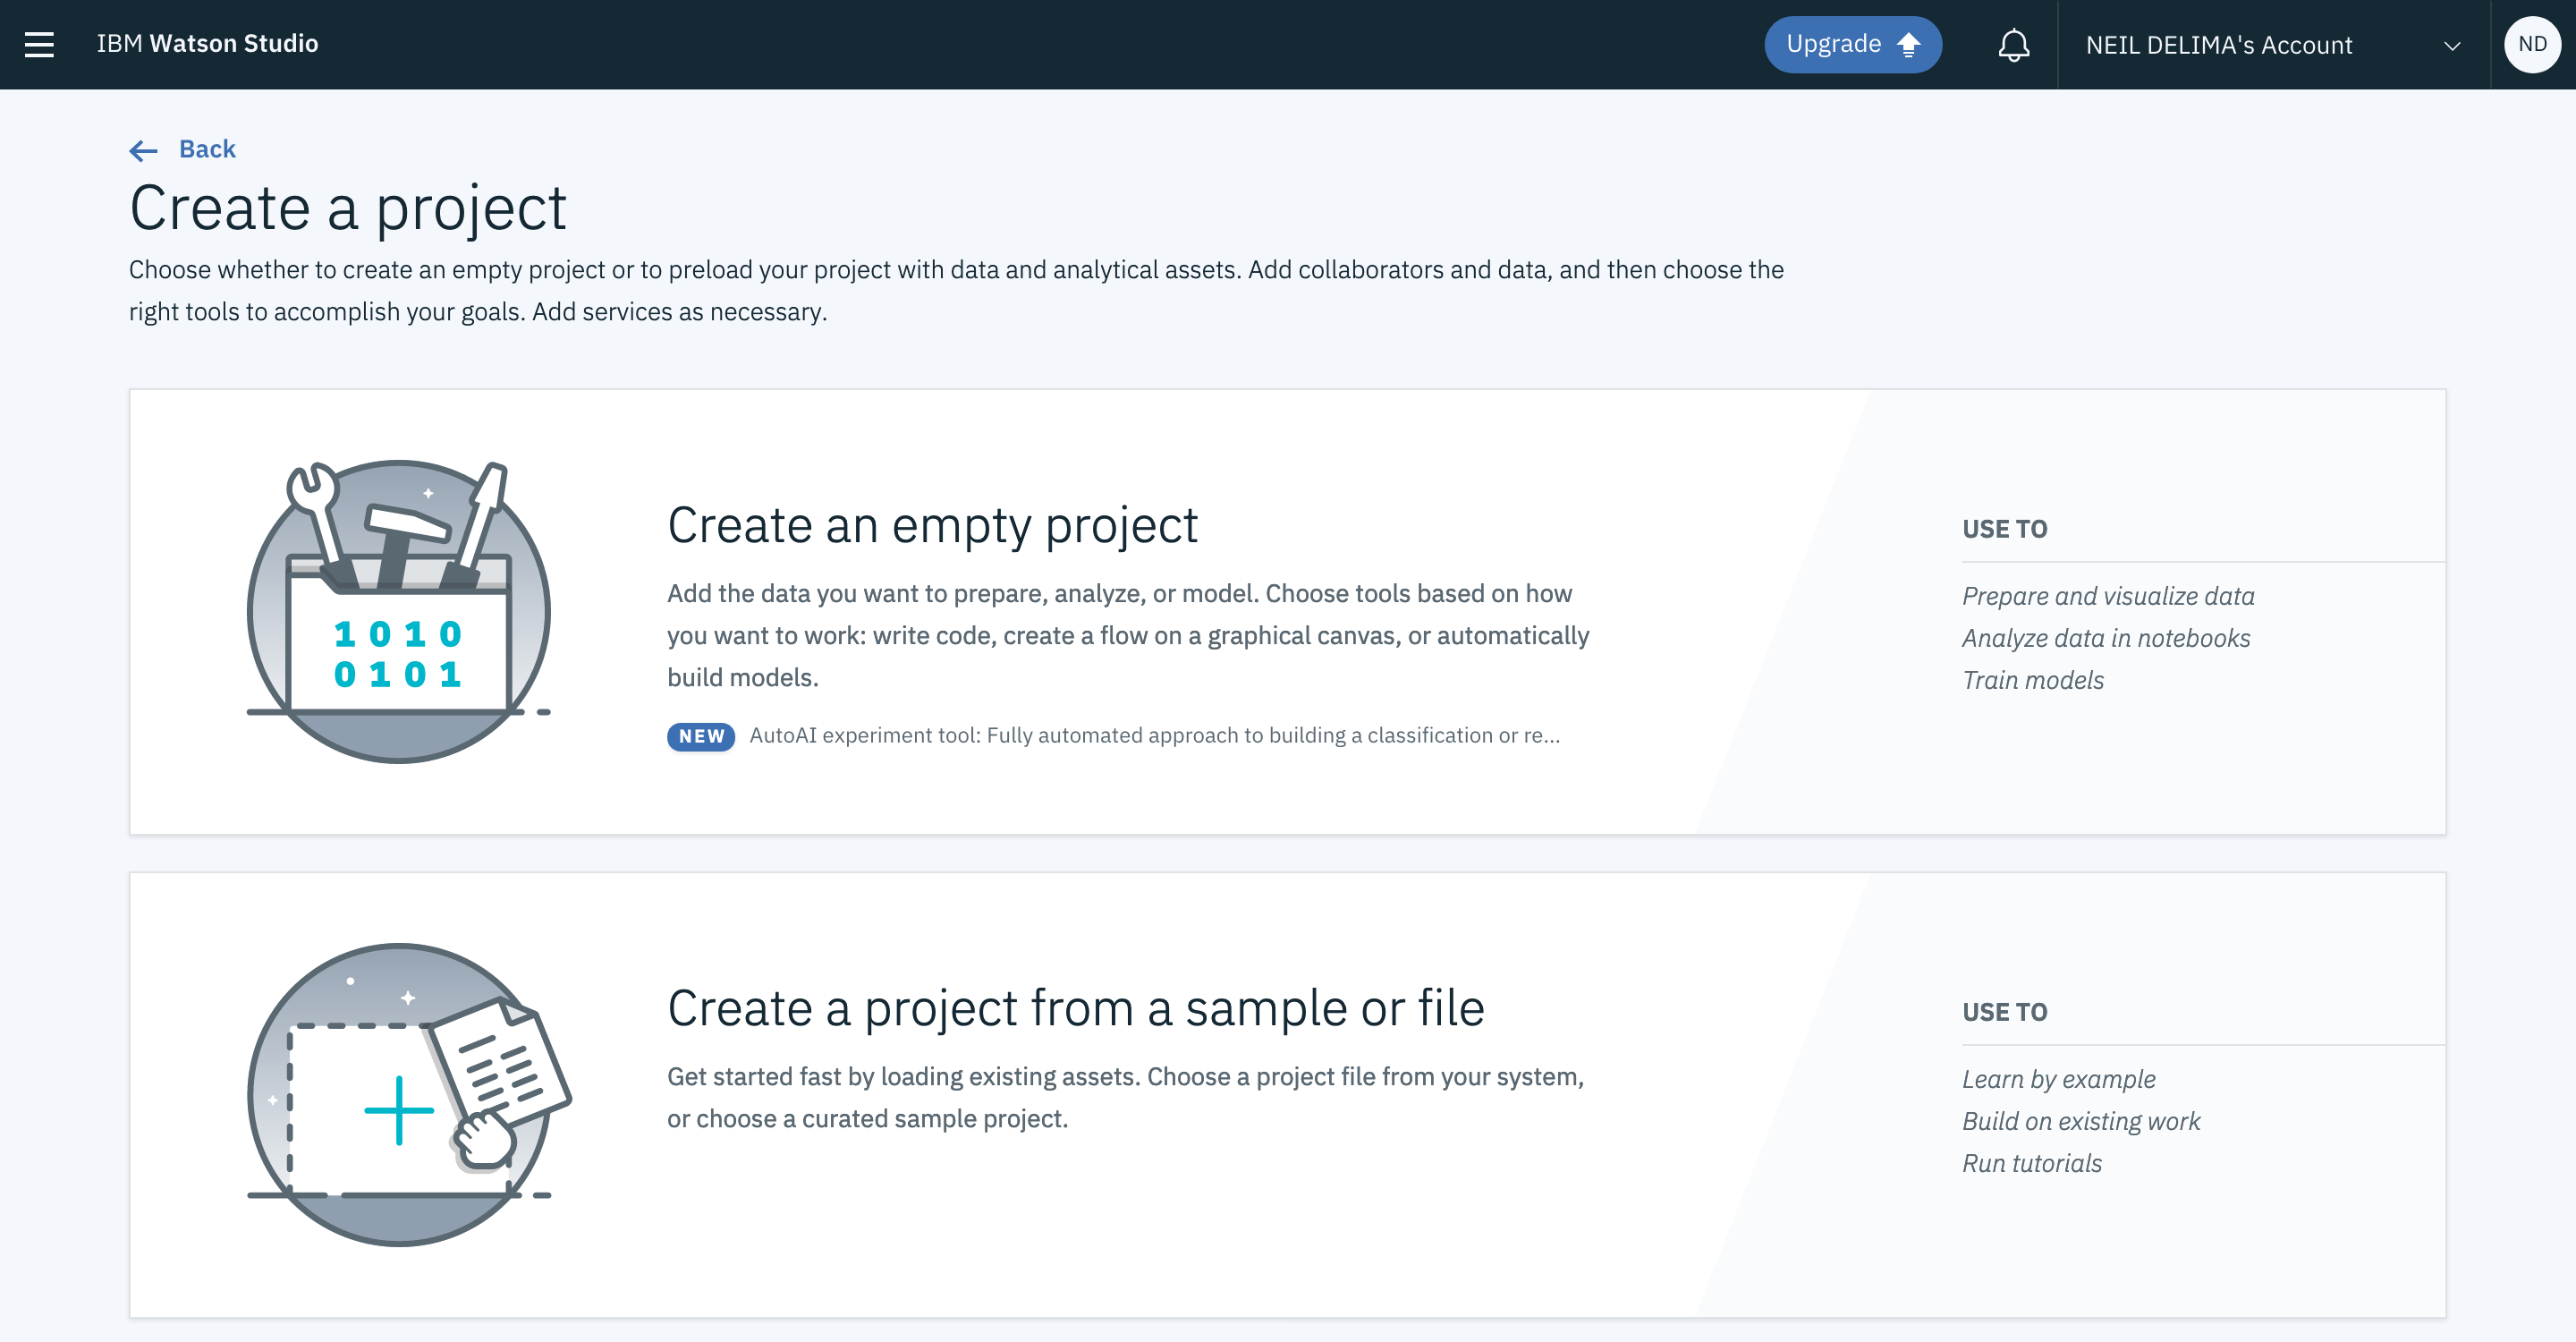 IBM Watson Studio
Upgrade
NEIL DELIMA's Account
ND
Back
Create a project
Choose whether to create an empty project or to preload your project with data and analytical assets. Add collaborators and data, and then choose the
right tools to accomplish your goals. Add services as necessary.
1 0 1 0
0 1 0 1
Create an empty project
Add the data you want to prepare, analyze, or model. Choose tools based on how
you want to work: write code, create a flow on a graphical canvas, or automatically
build models.
NEW AutoAI experiment tool: Fully automated approach to building a classification or re...
USE TO
Prepare and visualize data
Analyze data in notebooks
Train models
Create a project from a sample or file
Get started fast by loading existing assets. Choose a project file from your system,
or choose a curated sample project.
USE TO
Learn by example
Build on existing work
Run tutorials